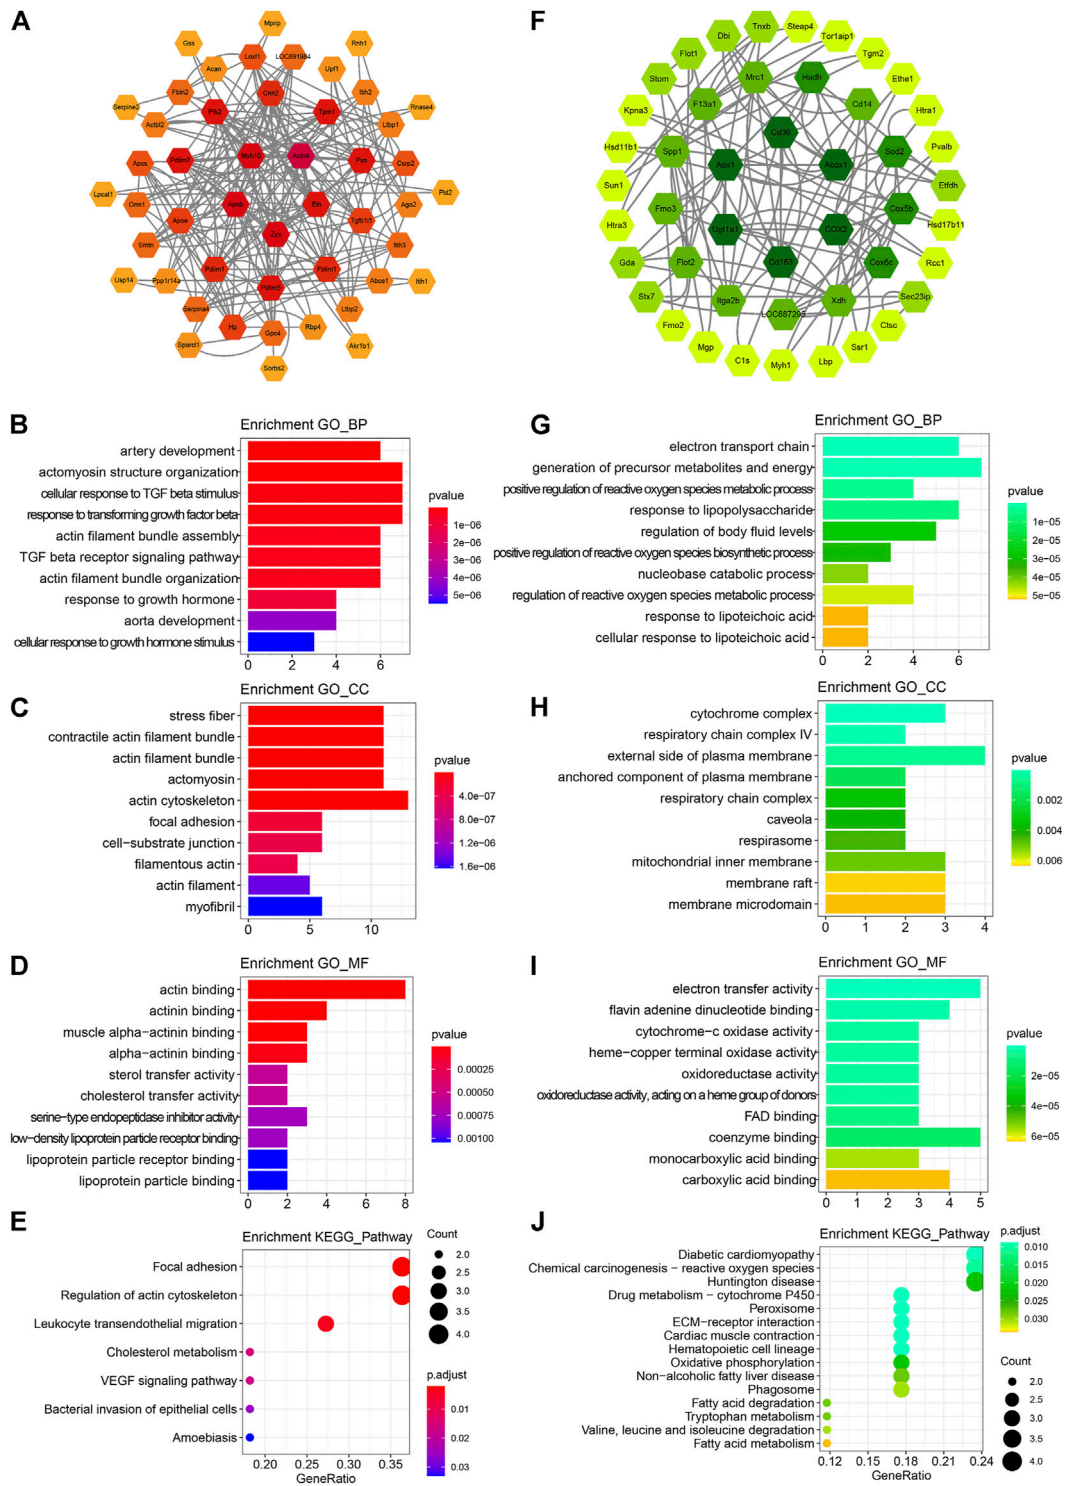 A
Mprip
Gss
Rnh1
Loxl1
LOC691984
Acan
Upf1
Fbln2
Cnn2
Itih2
Serpine2
Plk2
Tpm1
Rnase4
Actbl2
Ltbp1
Apcs
Pdlim7
Myh10
Actn4
Pxn
Csrp2
Lpcat1
Pld2
Orm1
Apoe
Apob
Eln
Tgfb1i1
Ago2
Zyx
Smtn
Itih3
Pdlim1
Fblim1
Usp14
Ppp1r14a
Pdlim5
Abce1
Itih1
Serpina4
Ltbp2
Hp
Gpc4
Rbp4
Sparcl1
Akr1b1
Sorbs2
F
Tnxb
Steap4
Dbi
Tor1aip1
Flot1
Tgm2
Stom
Mrc1
Hadh
Ethe1
Kpna3
F13a1
Cd14
Htra1
Cd36
Hsd11b1
Spp1
Sod2
Pvalb
Aox1
Acox1
Sun1
Etfdh
Htra3
Fmo3
Cox5b
Hsd17b11
Ugt1a1
COX2
Gda
Flot2
Cd163
Cox6c
Rcc1
Stx7
Itga2b
LOC687295
Xdh
Sec23ip
Fmo2
Ctsc
Mgp
Ssr1
C1s
Myh1
Lbp
B
Enrichment GO_BP
artery development
actomyosin structure organization
cellular response to TGF beta stimulus
response to transforming growth factor beta
actin filament bundle assembly
TGF beta receptor signaling pathway
actin filament bundle organization
response to growth hormone
aorta development
cellular response to growth hormone stimulus
0 2 4 6
pvalue
1e-06
2e-06
3e-06
4e-06
5e-06
G
Enrichment GO_BP
electron transport chain
generation of precursor metabolites and energy
positive regulation of reactive oxygen species metabolic process
response to lipopolysaccharide
regulation of body fluid levels
positive regulation of reactive oxygen species biosynthetic process
nucleobase catabolic process
regulation of reactive oxygen species metabolic process
response to lipoteichoic acid
cellular response to lipoteichoic acid
0 2 4 6
pvalue
1e-05
2e-05
3e-05
4e-05
5e-05
C
Enrichment GO_CC
stress fiber
contractile actin filament bundle
actin filament bundle
actomyosin
actin cytoskeleton
focal adhesion
cell-substrate junction
filamentous actin
actin filament
myofibril
0 5 10
pvalue
4.0e-07
8.0e-07
1.2e-06
1.6e-06
H
Enrichment GO_CC
cytochrome complex
respiratory chain complex IV
external side of plasma membrane
anchored component of plasma membrane
respiratory chain complex
caveola
respirasome
mitochondrial inner membrane
membrane raft
membrane microdomain
0 1 2 3 4
pvalue
0.002
0.004
0.006
D
Enrichment GO_MF
actin binding
actinin binding
muscle alpha-actinin binding
alpha-actinin binding
sterol transfer activity
cholesterol transfer activity
serine-type endopeptidase inhibitor activity
low-density lipoprotein particle receptor binding
lipoprotein particle receptor binding
lipoprotein particle binding
0 2 4 6 8
pvalue
0.00025
0.00050
0.00075
0.00100
I
Enrichment GO_MF
electron transfer activity
flavin adenine dinucleotide binding
cytochrome-c oxidase activity
heme-copper terminal oxidase activity
oxidoreductase activity
oxidoreductase activity, acting on a heme group of donors
FAD binding
coenzyme binding
monocarboxylic acid binding
carboxylic acid binding
0 1 2 3 4 5
pvalue
2e-05
4e-05
6e-05
E
Enrichment KEGG_Pathway
Focal adhesion
Regulation of actin cytoskeleton
Leukocyte transendothelial migration
Cholesterol metabolism
VEGF signaling pathway
Bacterial invasion of epithelial cells
Amoebiasis
0.20 0.25 0.30 0.35
GeneRatio
Count
2.0
2.5
3.0
3.5
4.0
p.adjust
0.01
0.02
0.03
J
Enrichment KEGG_Pathway
Diabetic cardiomyopathy
Chemical carcinogenesis - reactive oxygen species
Huntington disease
Drug metabolism - cytochrome P450
Peroxisome
ECM-receptor interaction
Cardiac muscle contraction
Hematopoietic cell lineage
Oxidative phosphorylation
Non-alcoholic fatty liver disease
Phagosome
Fatty acid degradation
Tryptophan metabolism
Valine, leucine and isoleucine degradation
Fatty acid metabolism
0.12 0.15 0.18 0.21 0.24
GeneRatio
p.adjust
0.010
0.015
0.020
0.025
0.030
Count
2.0
2.5
3.0
3.5
4.0